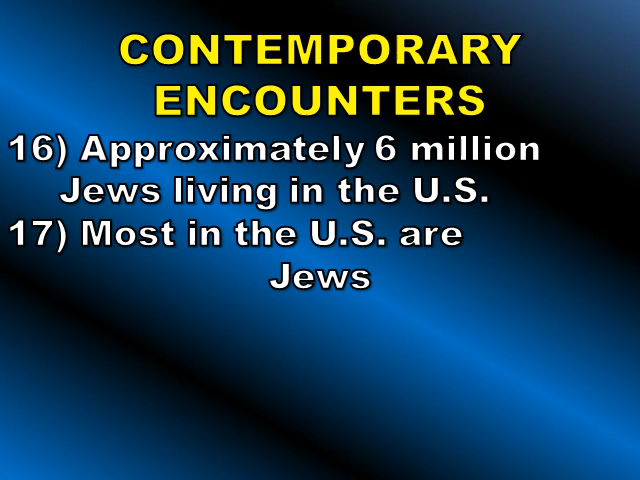 CONTEMPORARY
ENCOUNTERS
16) Approximately 6 million
Jews living in the U.S.
17) Most in the U.S. are
Jews